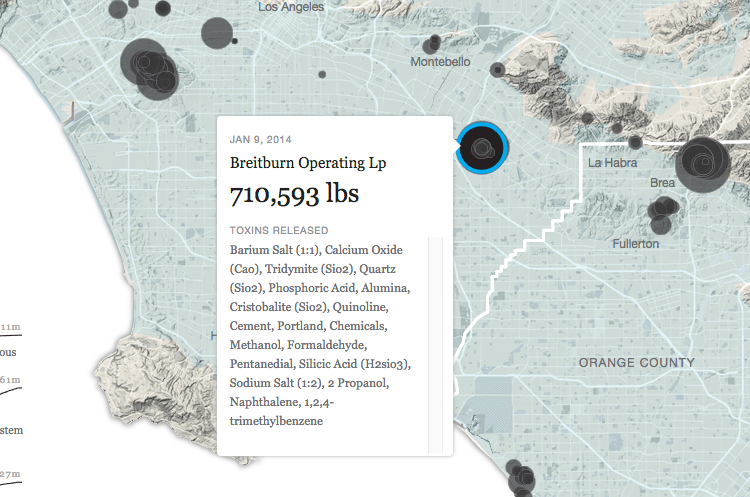 Los Angeles
Montebello
JAN 9, 2014
Breitburn Operating Lp
710,593 lbs
TOXINS RELEASED
Barium Salt (1:1), Calcium Oxide
(Cao), Tridymite (Sio2), Quartz
(Sio2), Phosphoric Acid, Alumina,
Cristobalite (Sio2), Quinoline,
Cement, Portland, Chemicals,
Methanol, Formaldehyde,
Pentanedial, Silicic Acid (H2sio3),
Sodium Salt (1:2), 2 Propanol,
Naphthalene, 1,2,4-
trimethylbenzene
La Habra
Brea
Fullerton
ORANGE COUNTY
11m
ous
61m
stem
27m